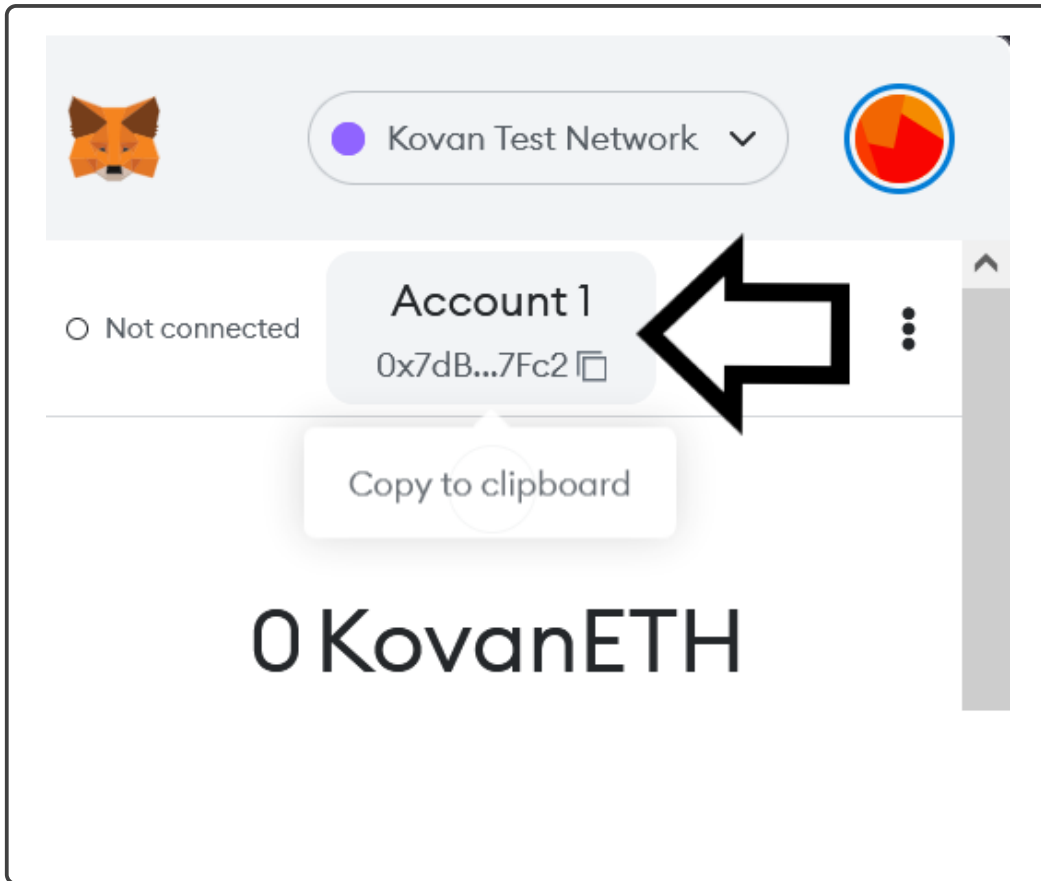 Kovan Test Network
Not connected
Account 1
0x7dB...7Fc2
Copy to clipboard
0 KovanETH